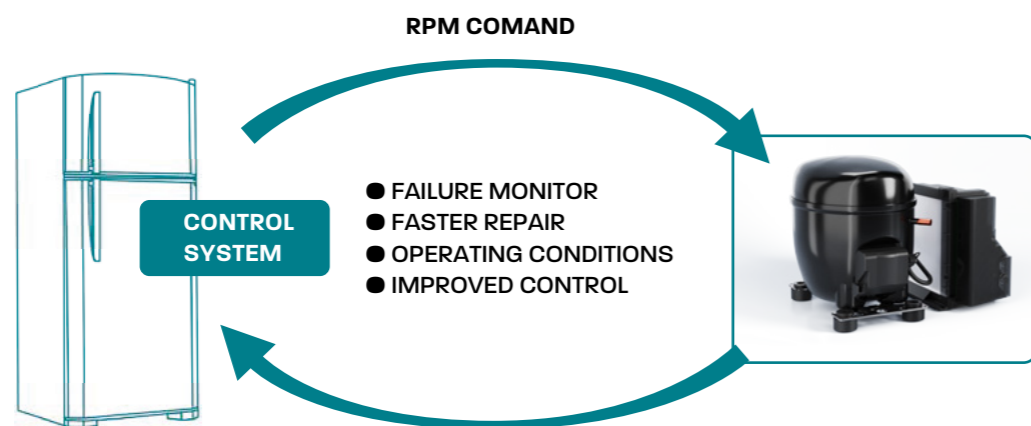 RPM COMAND
CONTROL
SYSTEM
● FAILURE MONITOR
● FASTER REPAIR
● OPERATING CONDITIONS
● IMPROVED CONTROL